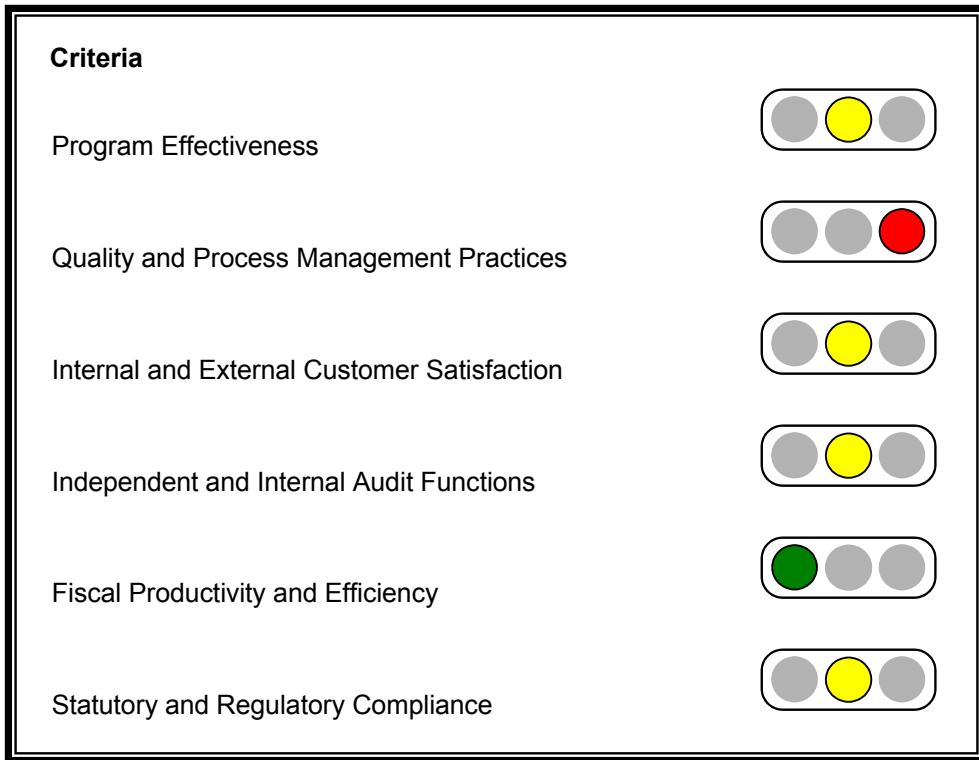 Criteria
Program Effectiveness
Quality and Process Management Practices
Internal and External Customer Satisfaction
Independent and Internal Audit Functions
Fiscal Productivity and Efficiency
Statutory and Regulatory Compliance